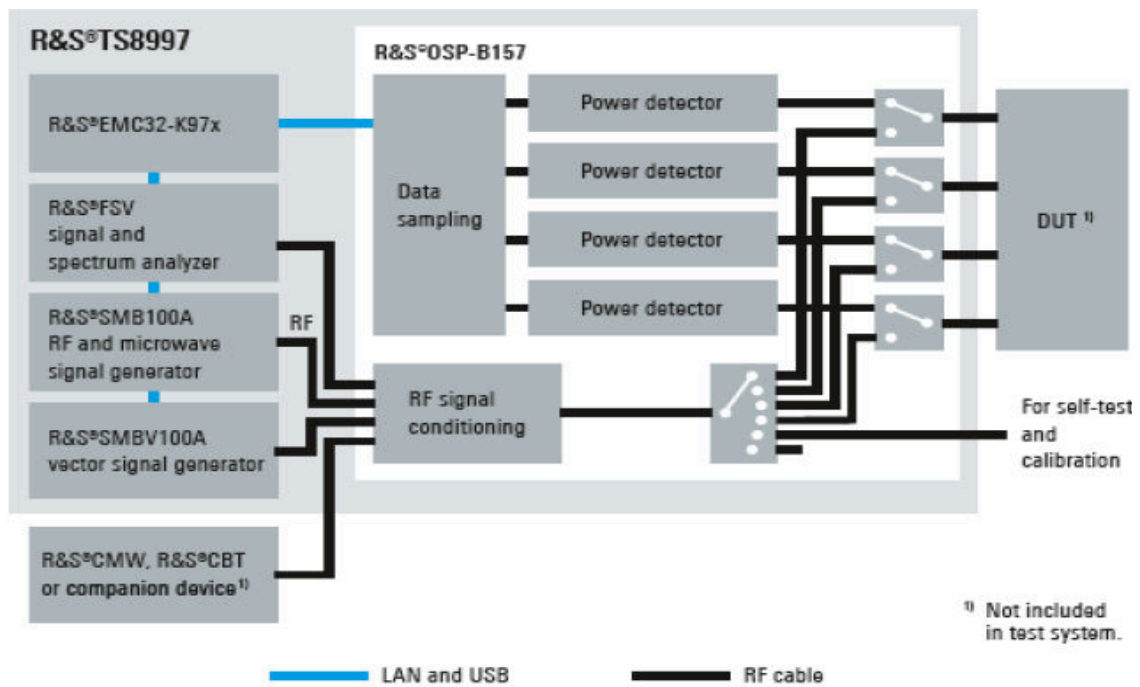 R&S®TS8997
R&S®OSP-B157
R&S®EMC32-K97x
R&S®FSV
signal and
spectrum analyzer
R&S®SMB100A
RF and microwave
signal generator
R&S®SMBV100A
vector signal generator
R&S®CMW, R&S®CBT
or companion device¹⁾
RF
Data
sampling
Power detector
Power detector
Power detector
Power detector
RF signal
conditioning
DUT ¹⁾
For self-test
and
calibration
¹⁾ Not included
in test system.
LAN and USB
RF cable